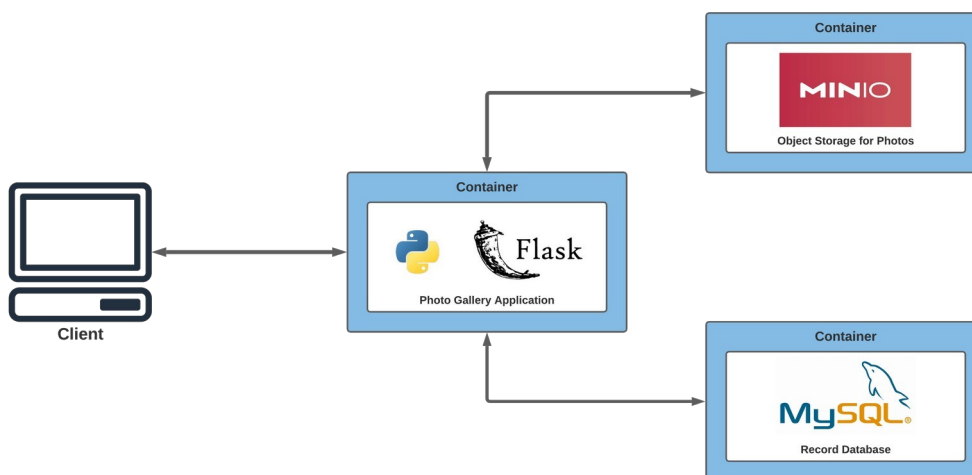 Container
MINIO
Object Storage for Photos
Container
Flask
Photo Gallery Application
Client
Container
MySQL®
Record Database